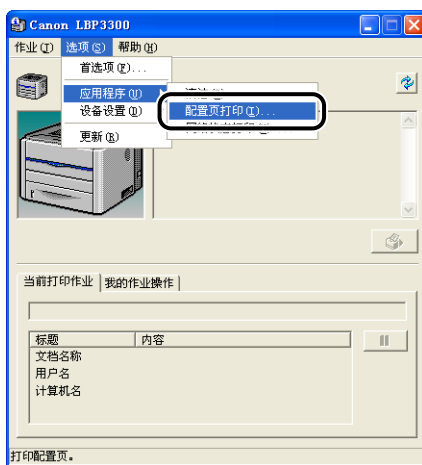 Canon LBP3300
作业(J) 选项(S) 帮助(H)
首选项(P)...
应用程序(U)
配置页打印(I)...
设备设置(D)
更新(R)
当前打印作业 我的作业操作
标题 内容
文档名称
用户名
计算机名
打印配置页。